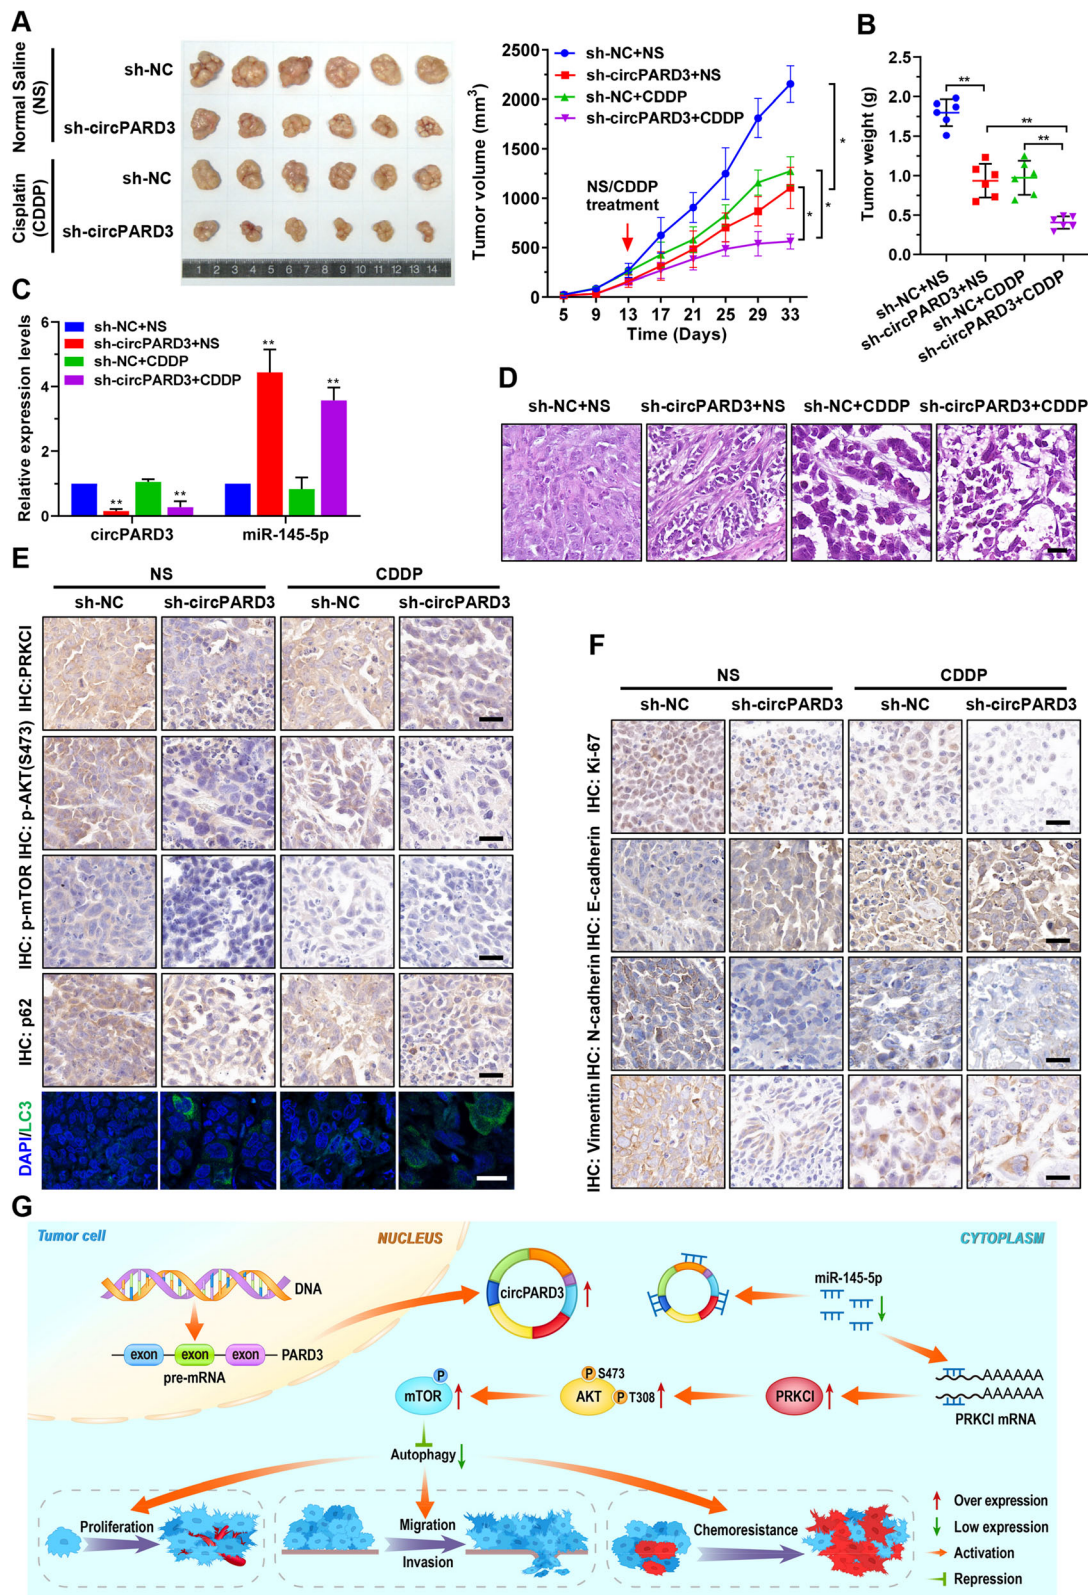 A
Normal Saline
(NS)
sh-NC
sh-circPARD3
Cisplatin
(CDDP)
sh-NC
sh-circPARD3
1 2 3 4 5 6 7 8 9 10 11 12 13 14
Tumor volume (mm3)
2500
2000
1500
1000
500
0
sh-NC+NS
sh-circPARD3+NS
sh-NC+CDDP
sh-circPARD3+CDDP
NS/CDDP
treatment
* * *
5 9 13 17 21 25 29 33
Time (Days)
B
Tumor weight (g)
2.5
2.0
1.5
1.0
0.5
0.0
**
**
**
sh-NC+NS
sh-circPARD3+NS
sh-NC+CDDP
sh-circPARD3+CDDP
C
Relative expression levels
6
4
2
0
sh-NC+NS
sh-circPARD3+NS
sh-NC+CDDP
sh-circPARD3+CDDP
** ** ** **
circPARD3 miR-145-5p
D
sh-NC+NS sh-circPARD3+NS sh-NC+CDDP sh-circPARD3+CDDP
E
NS CDDP
sh-NC sh-circPARD3 sh-NC sh-circPARD3
IHC:PRKCI
IHC: p-AKT(S473)
IHC: p-mTOR
IHC: p62
DAPI/LC3
F
NS CDDP
sh-NC sh-circPARD3 sh-NC sh-circPARD3
IHC: Ki-67
IHC: E-cadherin
IHC: N-cadherin
IHC: Vimentin
G
Tumor cell NUCLEUS CYTOPLASM
DNA
exon exon exon PARD3
pre-mRNA
circPARD3
miR-145-5p
AAAAAA
AAAAAA
PRKCI mRNA
PRKCI
P S473
AKT P T308
P
mTOR
Autophagy
Proliferation
Migration
Invasion
Chemoresistance
Over expression
Low expression
Activation
Repression